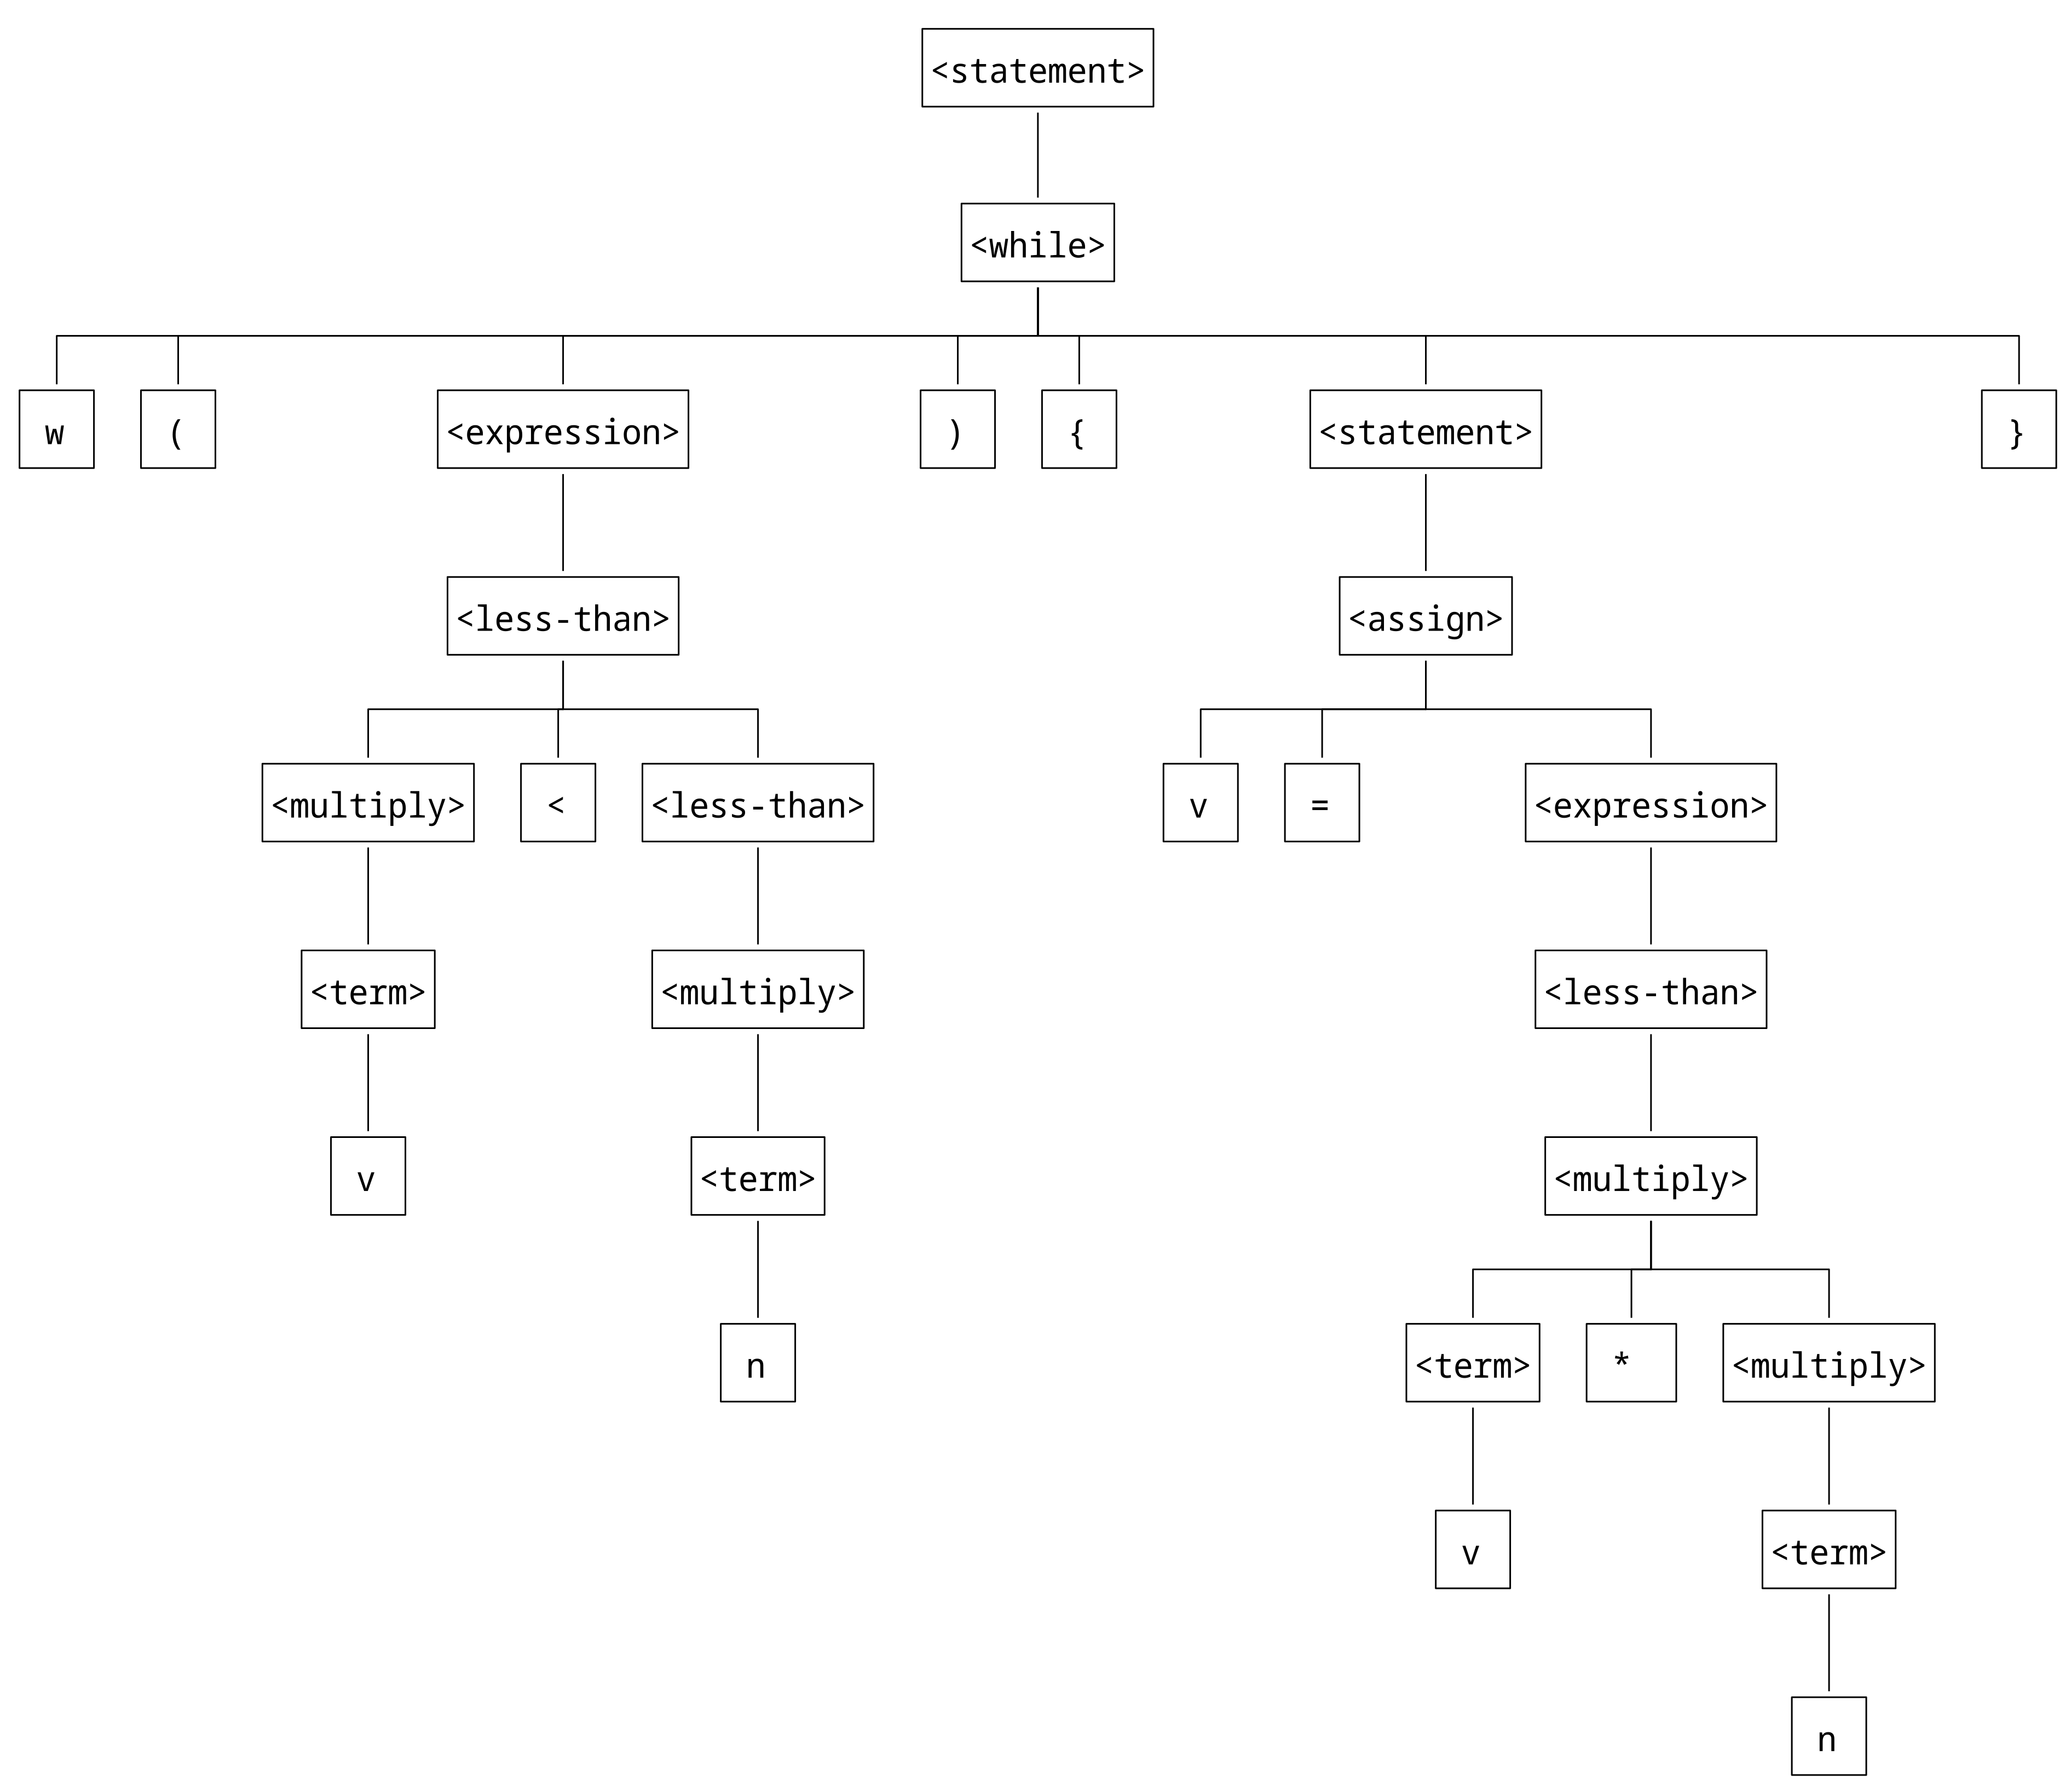 <statement>
<while>
w ( <expression> ) { <statement> }
<less-than> <assign>
<multiply> < <less-than> v = <expression>
<term> <multiply> <less-than>
v <term> <multiply>
n <term> * <multiply>
v <term>
n